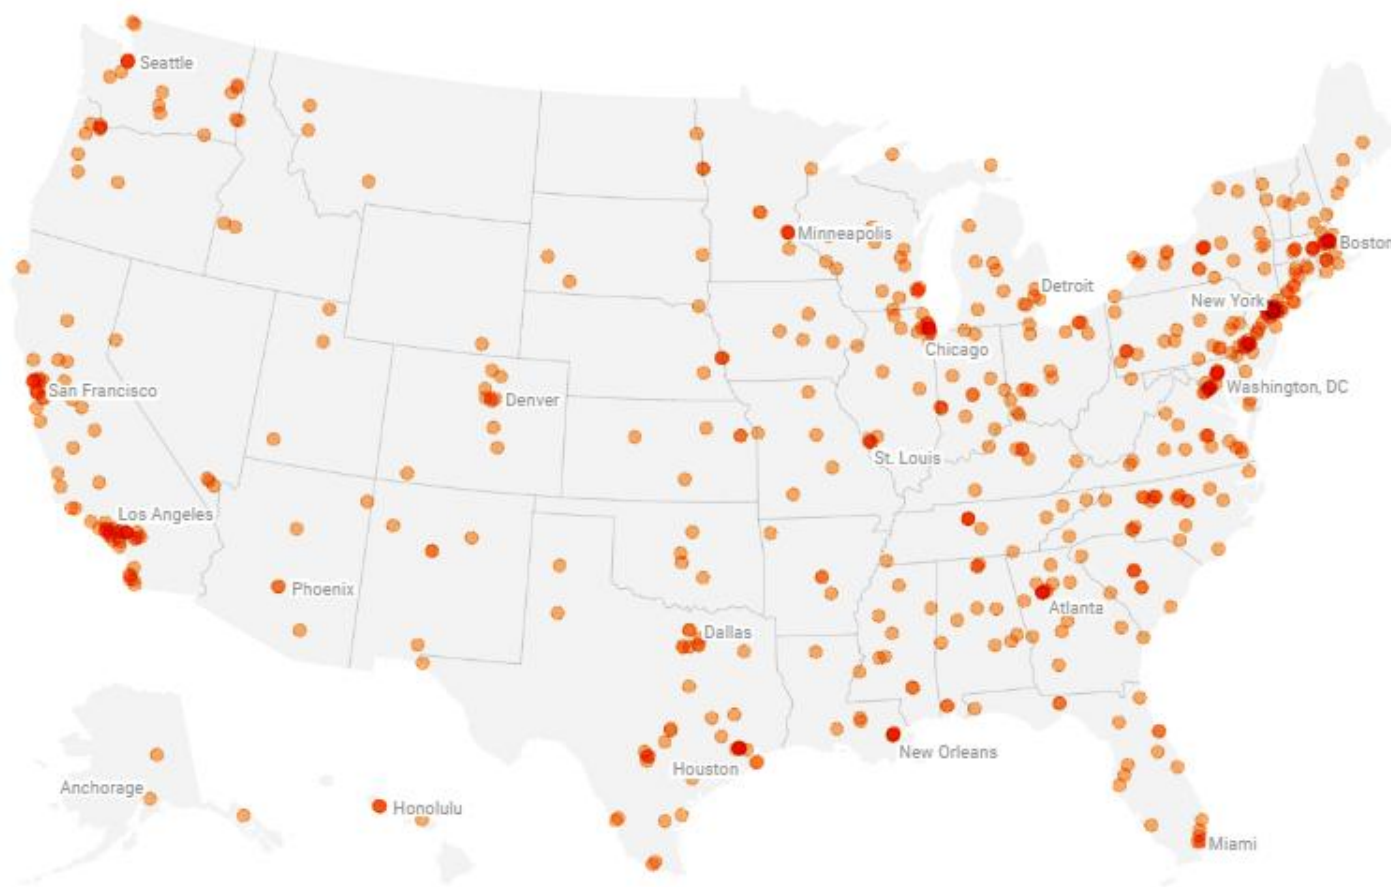 Seattle
Minneapolis
Boston
Detroit
New York
Chicago
San Francisco
Washington, DC
Denver
St. Louis
Los Angeles
Phoenix
Atlanta
Dallas
New Orleans
Houston
Anchorage
Honolulu
Miami